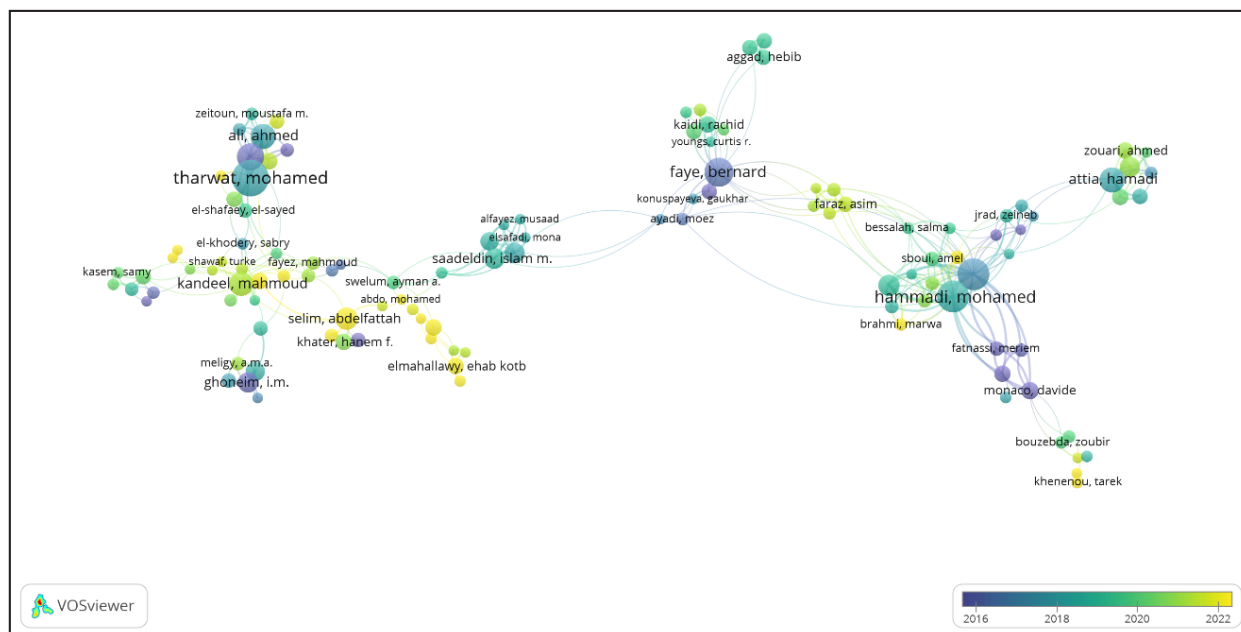 aggad, hebib
zeitoun, moustafa m.
kaidi, rachid
ali, ahmed
youngs, curtis r.
zouari, ahmed
tharwat, mohamed
faye, bernard
attia, hamadi
konuspayeva, gaukhar
faraz, asim
el-shafaey, el-sayed
alfayez, musaad
ayadi, moez
jrad, zeineb
bessalah, salma
elsafadi, mona
el-khodery, sabry
saadeldin, islam m.
sboui, amel
shawaf, turke
fayez, mahmoud
kasem, samy
kandeel, mahmoud
swelum, ayman a.
hammadi, mohamed
abdo, mohamed
selim, abdelfattah
brahmi, marwa
khater, hanem f.
fatnassi, meriem
meligy, a.m.a.
elmahallawy, ehab kotb
ghoneim, i.m.
monaco, davide
bouzebda, zoubir
khenenou, tarek
VOSviewer
2016 2018 2020 2022